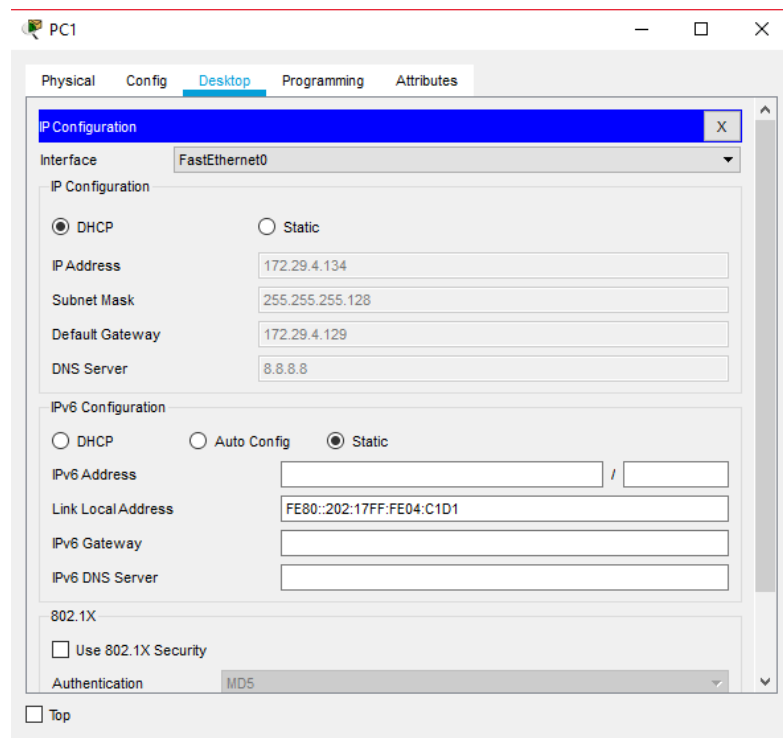 PC1
Physical Config Desktop Programming Attributes
IP Configuration X
Interface FastEthernet0
IP Configuration
DHCP Static
IP Address 172.29.4.134
Subnet Mask 255.255.255.128
Default Gateway 172.29.4.129
DNS Server 8.8.8.8
IPv6 Configuration
DHCP Auto Config Static
IPv6 Address /
Link Local Address FE80::202:17FF:FE04:C1D1
IPv6 Gateway
IPv6 DNS Server
802.1X
Use 802.1X Security
Authentication MD5
Top